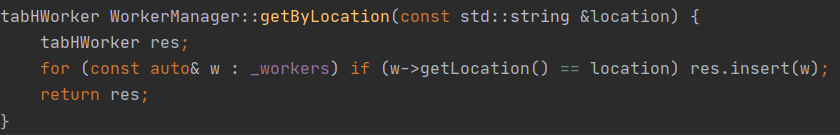 tabHWorker WorkerManager::getByLocation(const std::string &location) {
    tabHWorker res;
    for (const auto& w : _workers) if (w->getLocation() == location) res.insert(w);
    return res;
}